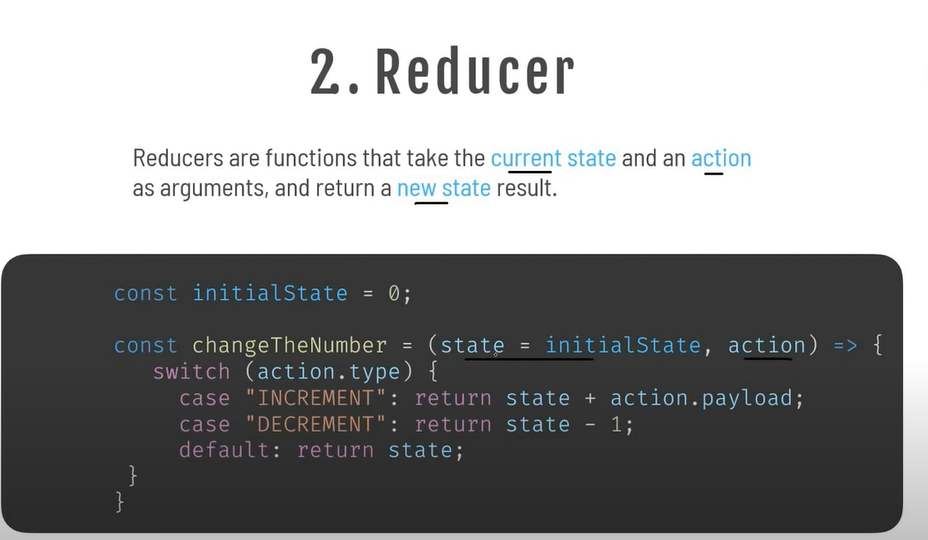 2. Reducer
Reducers are functions that take the current state and an action
as arguments, and return a new state result.
const initialState = 0;
const changeTheNumber = (state = initialState, action) => {
switch (action.type) {
case "INCREMENT": return state + action.payload;
case "DECREMENT": return state - 1;
default: return state;
}
}